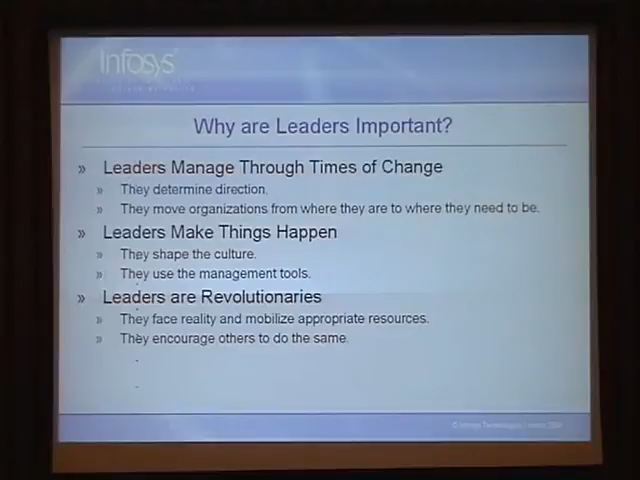 Infosys
Why are Leaders Important?
» Leaders Manage Through Times of Change
» They determine direction.
» They move organizations from where they are to where they need to be.
» Leaders Make Things Happen
» They shape the culture.
» They use the management tools.
» Leaders are Revolutionaries
» They face reality and mobilize appropriate resources.
» They encourage others to do the same.
© Infosys Technologies Limited